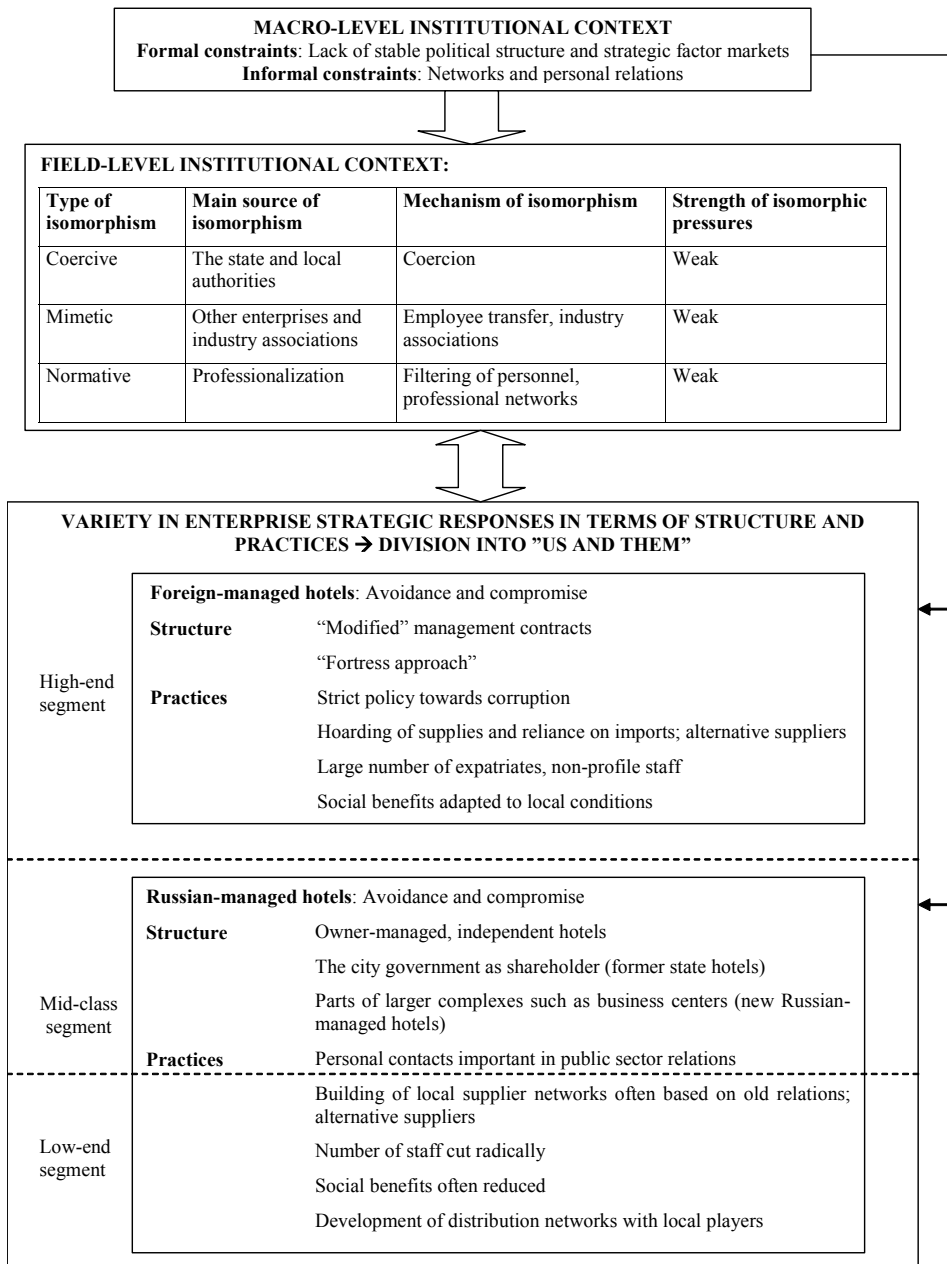 MACRO-LEVEL INSTITUTIONAL CONTEXT
Formal constraints: Lack of stable political structure and strategic factor markets
Informal constraints: Networks and personal relations
FIELD-LEVEL INSTITUTIONAL CONTEXT:
Type of isomorphism
Main source of isomorphism
Mechanism of isomorphism
Strength of isomorphic pressures
Coercive
The state and local authorities
Coercion
Weak
Mimetic
Other enterprises and industry associations
Employee transfer, industry associations
Weak
Normative
Professionalization
Filtering of personnel, professional networks
Weak
VARIETY IN ENTERPRISE STRATEGIC RESPONSES IN TERMS OF STRUCTURE AND
PRACTICES → DIVISION INTO ”US AND THEM”
High-end
segment
Foreign-managed hotels: Avoidance and compromise
Structure “Modified” management contracts
“Fortress approach”
Practices Strict policy towards corruption
Hoarding of supplies and reliance on imports; alternative suppliers
Large number of expatriates, non-profile staff
Social benefits adapted to local conditions
Mid-class
segment
Russian-managed hotels: Avoidance and compromise
Structure Owner-managed, independent hotels
The city government as shareholder (former state hotels)
Parts of larger complexes such as business centers (new Russian-
managed hotels)
Practices Personal contacts important in public sector relations
Low-end
segment
Building of local supplier networks often based on old relations;
alternative suppliers
Number of staff cut radically
Social benefits often reduced
Development of distribution networks with local players